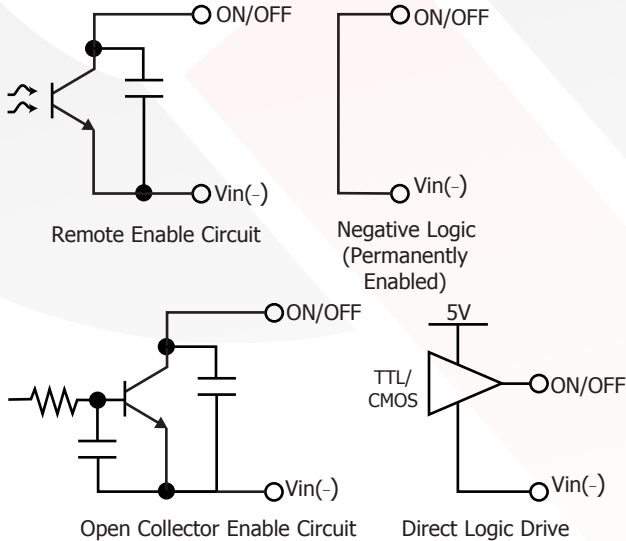 ON/OFF
Vin(-)
Remote Enable Circuit
ON/OFF
Vin(-)
Negative Logic
(Permanently
Enabled)
ON/OFF
Vin(-)
Open Collector Enable Circuit
5V
TTL/
CMOS
ON/OFF
Vin(-)
Direct Logic Drive